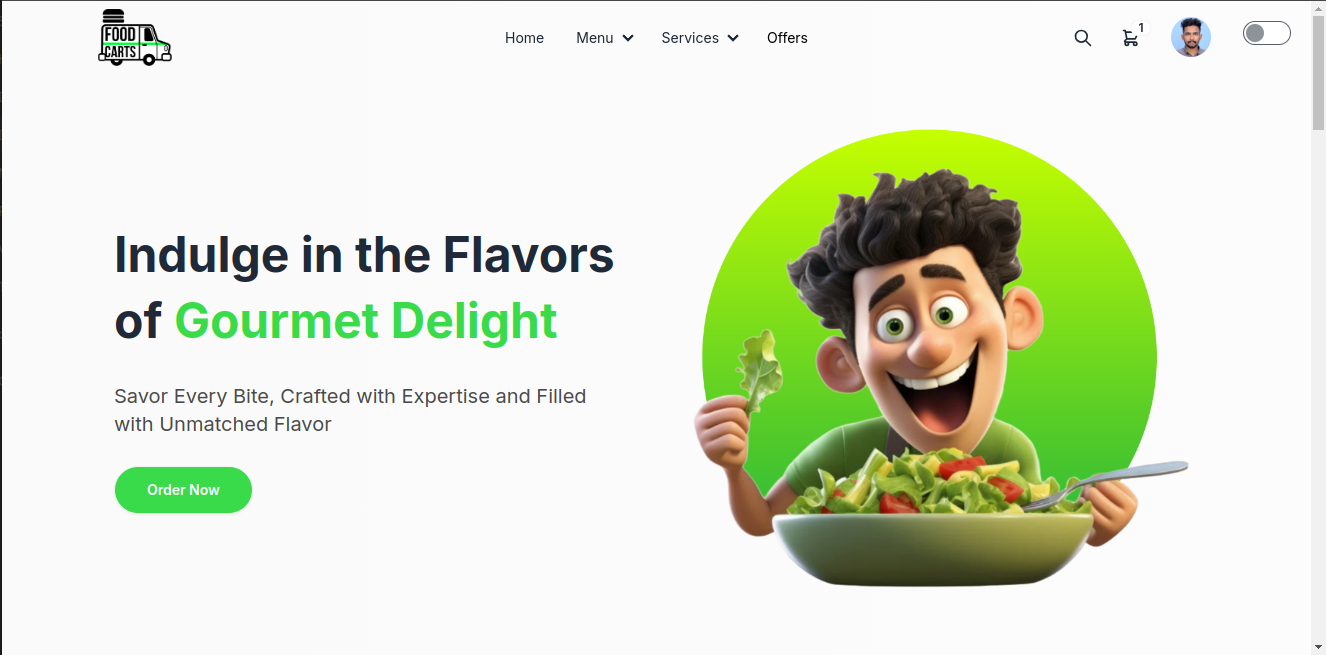 FOOD
CARTS
Home
Menu
Services
Offers
1
Indulge in the Flavors
of Gourmet Delight
Savor Every Bite, Crafted with Expertise and Filled
with Unmatched Flavor
Order Now